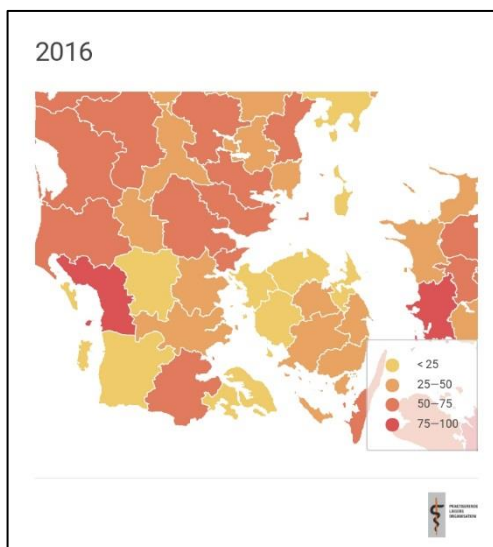 2016
< 25
25—50
50—75
75—100
PRAKTISERENDE
LÆGERS
ORGANISATION